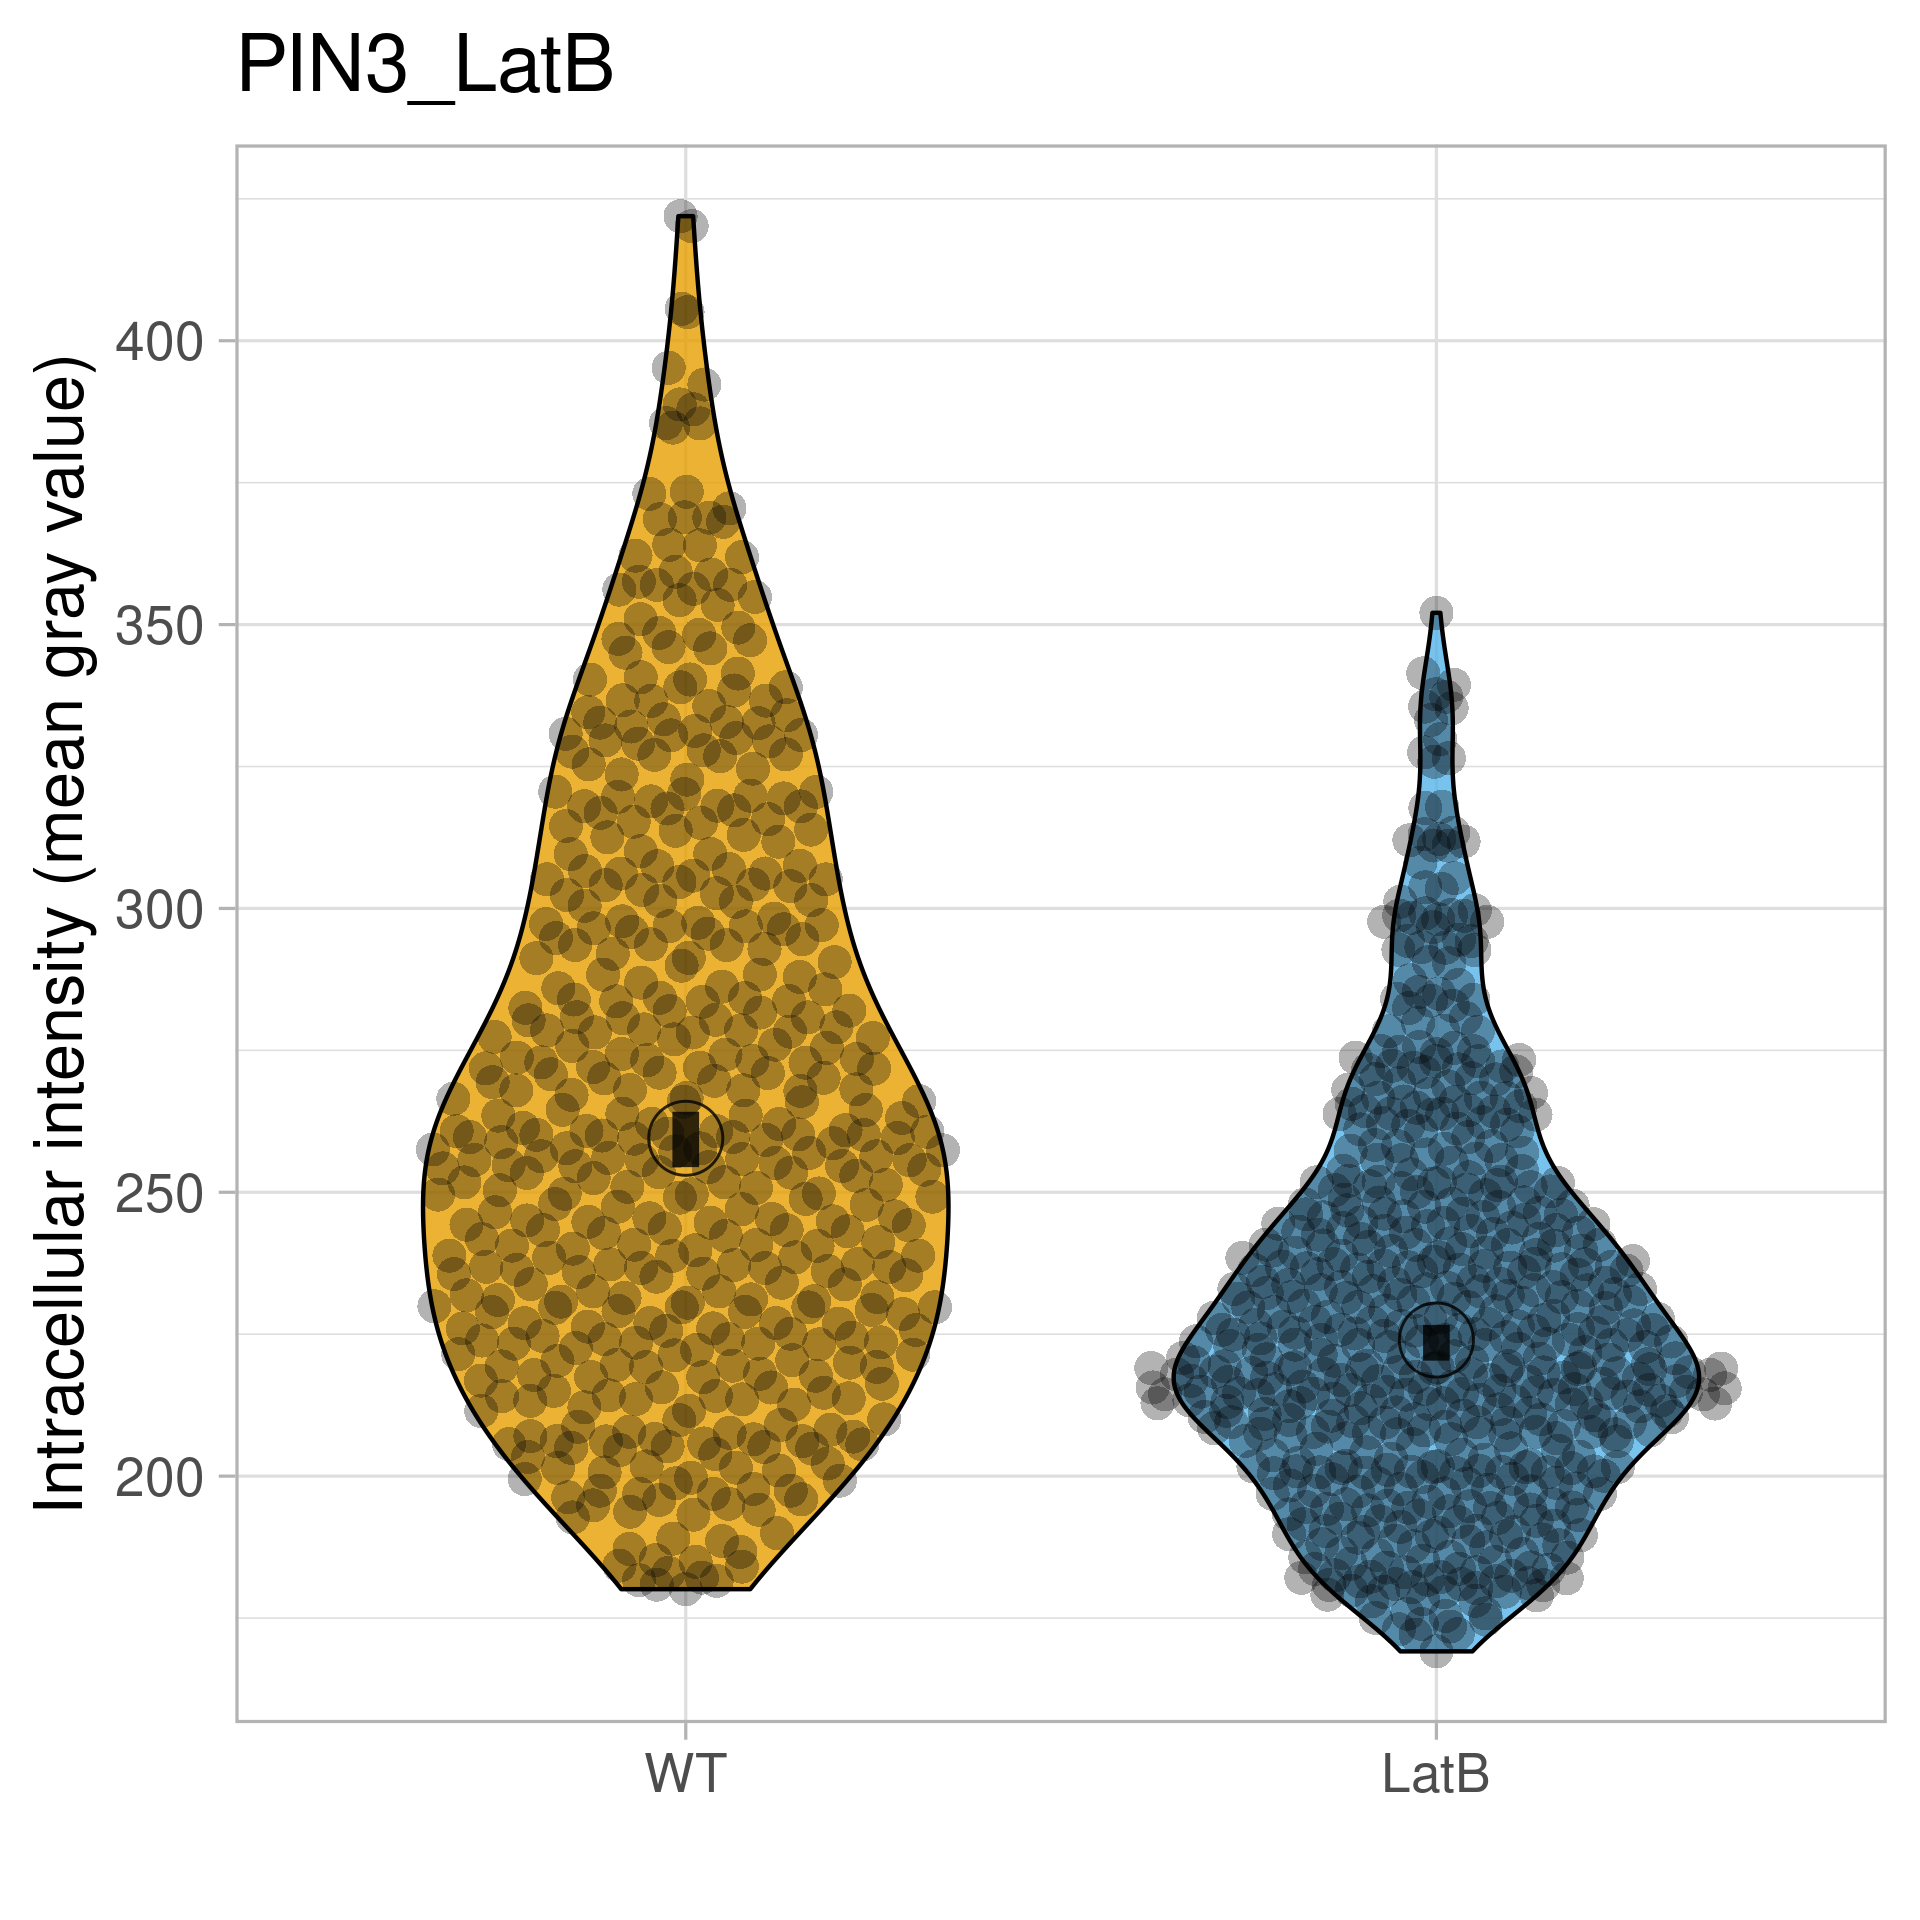 PIN3_LatB
Intracellular intensity (mean gray value)
400
350
300
250
200
WT
LatB